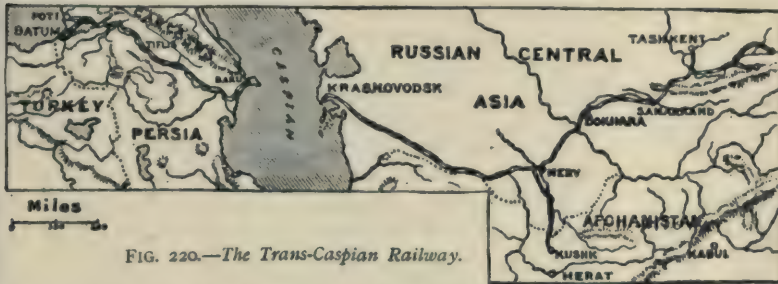 POTI
BATUM
TIFLIS
BAKU
CASPIAN
KRASNOVODSK
RUSSIAN CENTRAL
ASIA
TASHKENT
SAMARKAND
BOKHARA
TURKEY
PERSIA
MERV
AFGHANISTAN
KUSHK
KABUL
HERAT
Miles
FIG. 220.—The Trans-Caspian Railway.